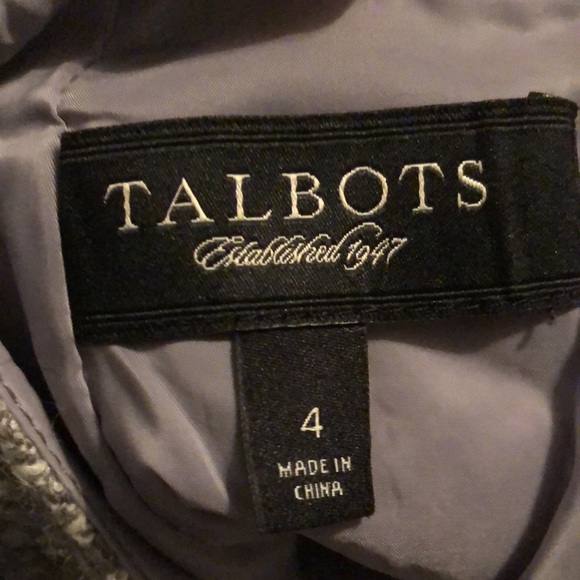 TALBOTS
Established 1947
4
MADE IN
CHINA